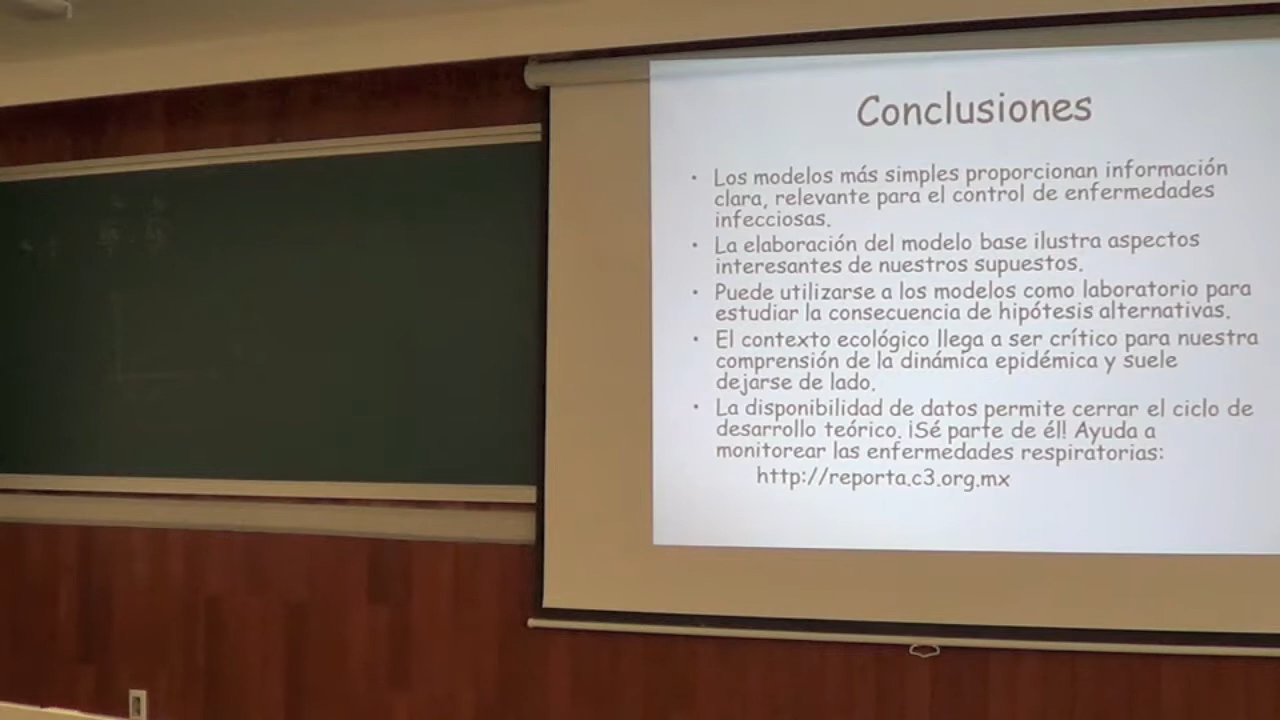 Conclusiones
• Los modelos más simples proporcionan información
clara, relevante para el control de enfermedades
infecciosas.
• La elaboración del modelo base ilustra aspectos
interesantes de nuestros supuestos.
• Puede utilizarse a los modelos como laboratorio para
estudiar la consecuencia de hipótesis alternativas.
• El contexto ecológico llega a ser crítico para nuestra
comprensión de la dinámica epidémica y suele
dejarse de lado.
• La disponibilidad de datos permite cerrar el ciclo de
desarrollo teórico. ¡Sé parte de él! Ayuda a
monitorear las enfermedades respiratorias:
http://reporta.c3.org.mx